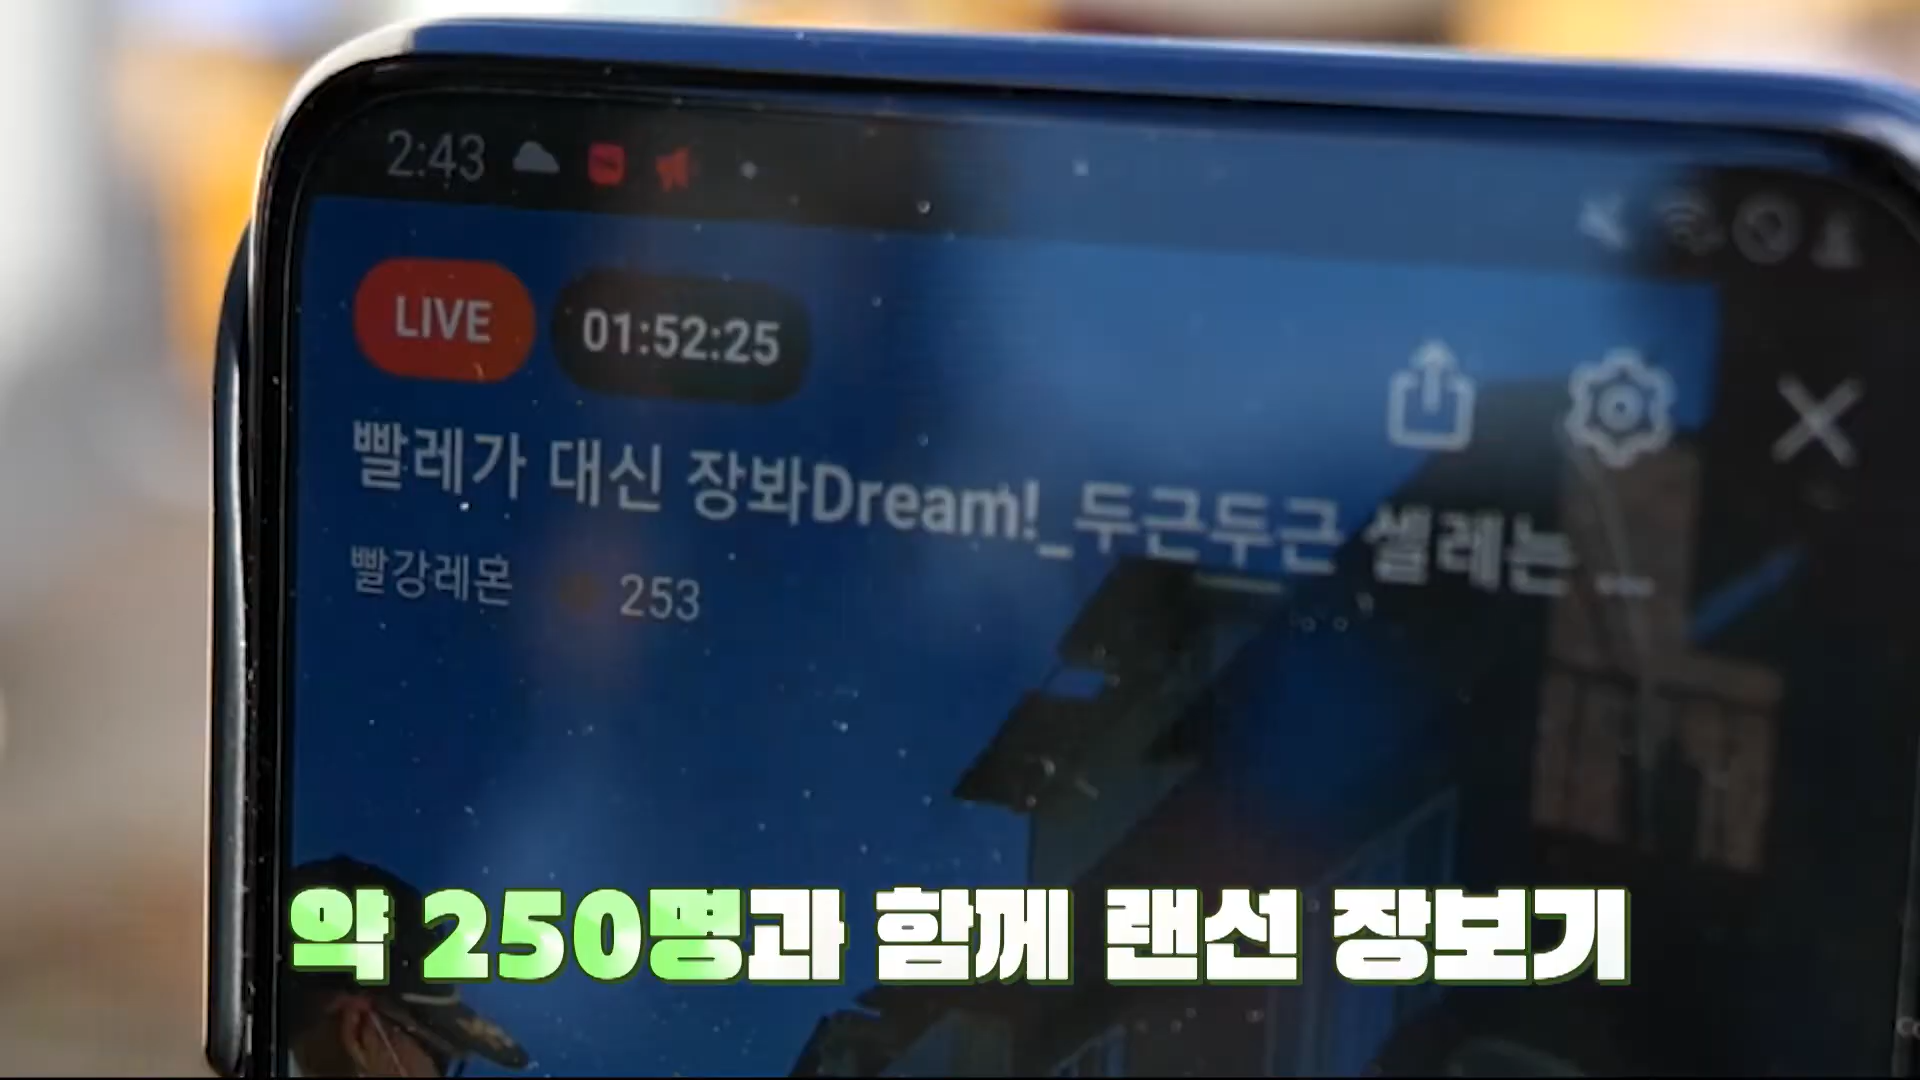 2:43
LIVE 01:52:25
빨레가 대신 장봐Dream!_두근두근 셀레는 ...
빨강레몬 253
약 250명과 함께 랜선 장보기